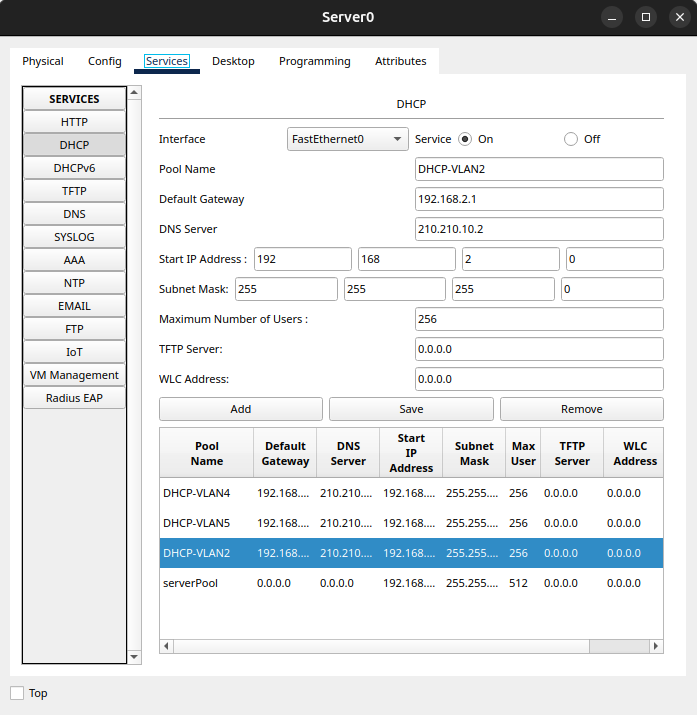 Server0
Physical Config Services Desktop Programming Attributes
SERVICES
HTTP
DHCP
DHCPv6
TFTP
DNS
SYSLOG
AAA
NTP
EMAIL
FTP
IoT
VM Management
Radius EAP
DHCP
Interface FastEthernet0 Service On Off
Pool Name DHCP-VLAN2
Default Gateway 192.168.2.1
DNS Server 210.210.10.2
Start IP Address : 192 168 2 0
Subnet Mask: 255 255 255 0
Maximum Number of Users : 256
TFTP Server: 0.0.0.0
WLC Address: 0.0.0.0
Add Save Remove
Pool Name Default Gateway DNS Server Start IP Address Subnet Mask Max User TFTP Server WLC Address
DHCP-VLAN4 192.168.... 210.210.... 192.168.... 255.255.... 256 0.0.0.0 0.0.0.0
DHCP-VLAN5 192.168.... 210.210.... 192.168.... 255.255.... 256 0.0.0.0 0.0.0.0
DHCP-VLAN2 192.168.... 210.210.... 192.168.... 255.255.... 256 0.0.0.0 0.0.0.0
serverPool 0.0.0.0 0.0.0.0 192.168.... 255.255.... 512 0.0.0.0 0.0.0.0
Top